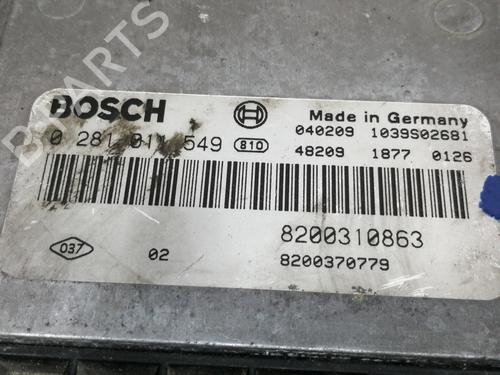 BOSCH
Made in Germany
0 281 011 549 810
040209 1039S02681
48209 1877 0126
8200310863
037 02 8200370779
PARTS